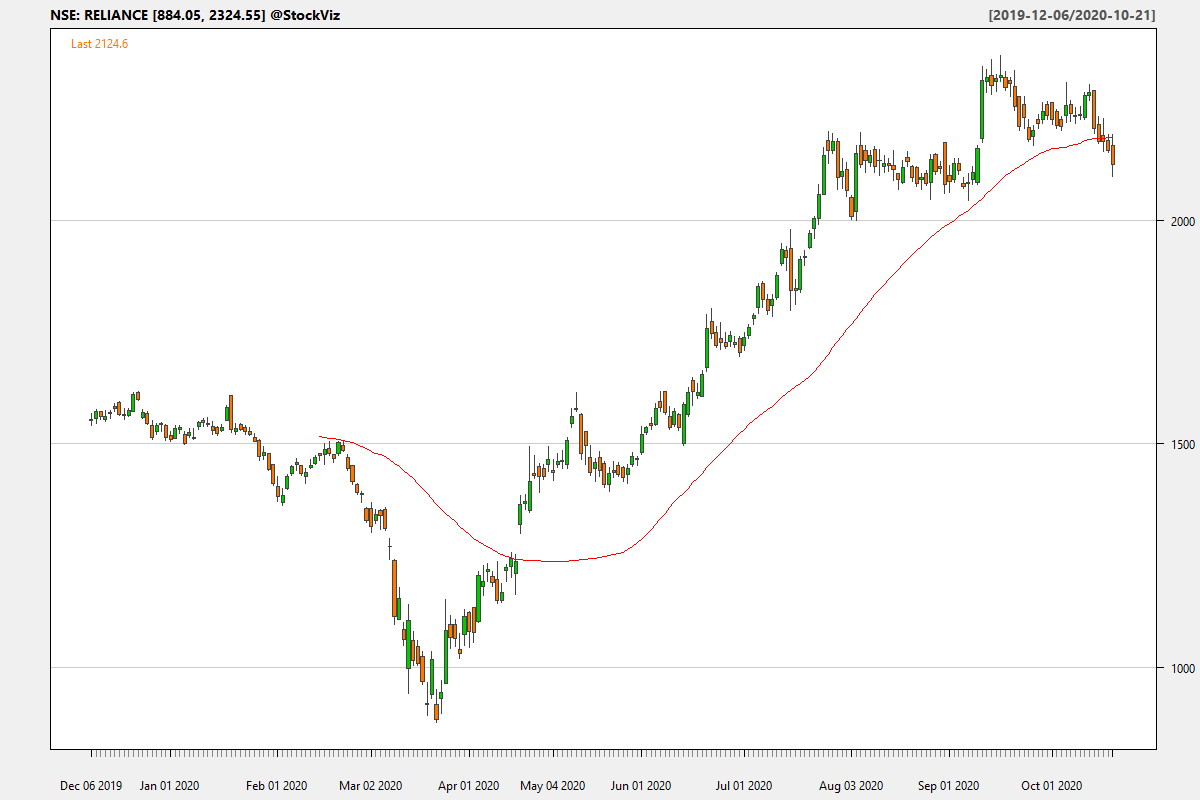 NSE: RELIANCE [884.05, 2324.55] @StockViz
[2019-12-06/2020-10-21]
Last 2124.6
2000
1500
1000
Dec 06 2019 Jan 01 2020 Feb 01 2020 Mar 02 2020 Apr 01 2020 May 04 2020 Jun 01 2020 Jul 01 2020 Aug 03 2020 Sep 01 2020 Oct 01 2020